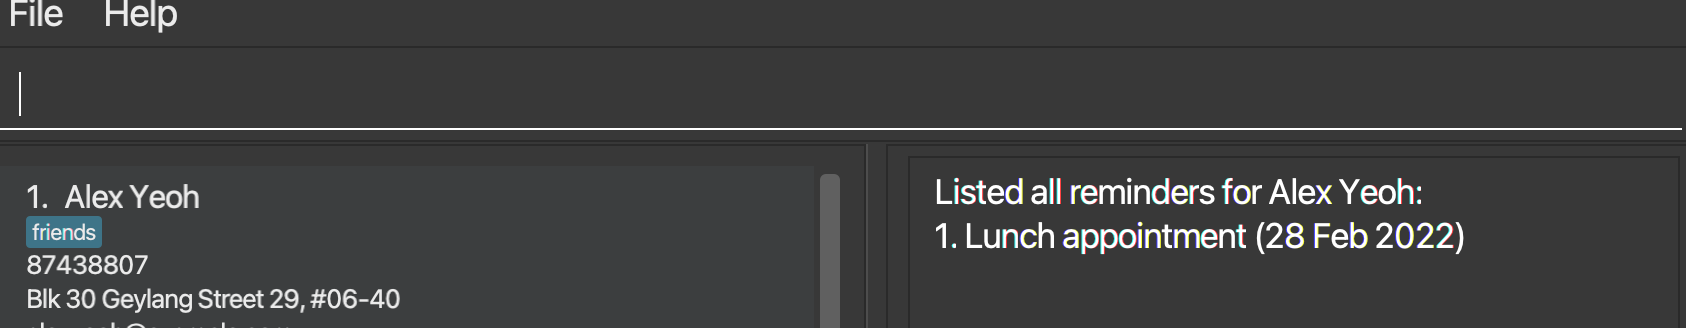 File Help
1. Alex Yeoh
friends
87438807
Blk 30 Geylang Street 29, #06-40
Listed all reminders for Alex Yeoh:
1. Lunch appointment (28 Feb 2022)